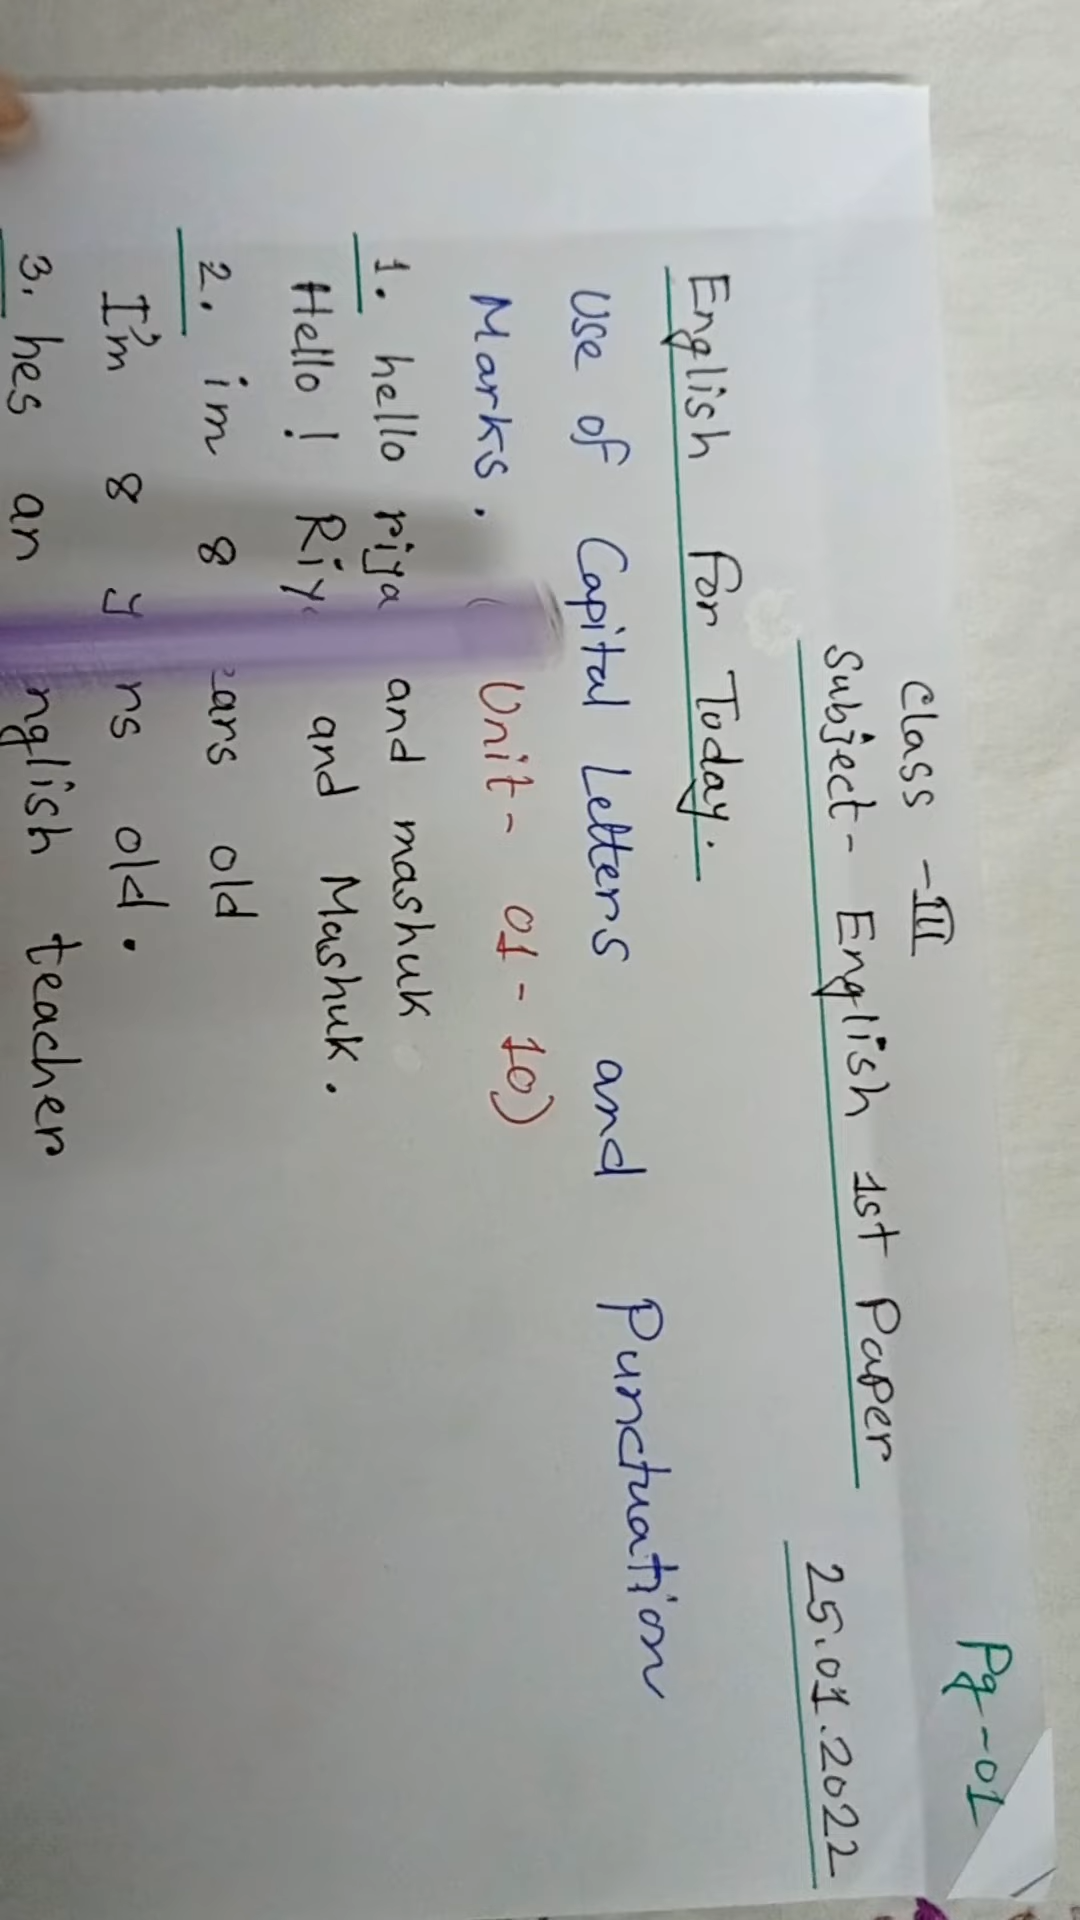 Pg-01
Class -III
Subject- English 1st Paper
25.01.2022
English for Today.
Use of Capital Letters and Punctuation
Marks. ( Unit- 01-10)
1. hello riya and mashuk
Hello! and Mashuk.
2. im 8 old
I'm 8 old.
3. hes an teacher